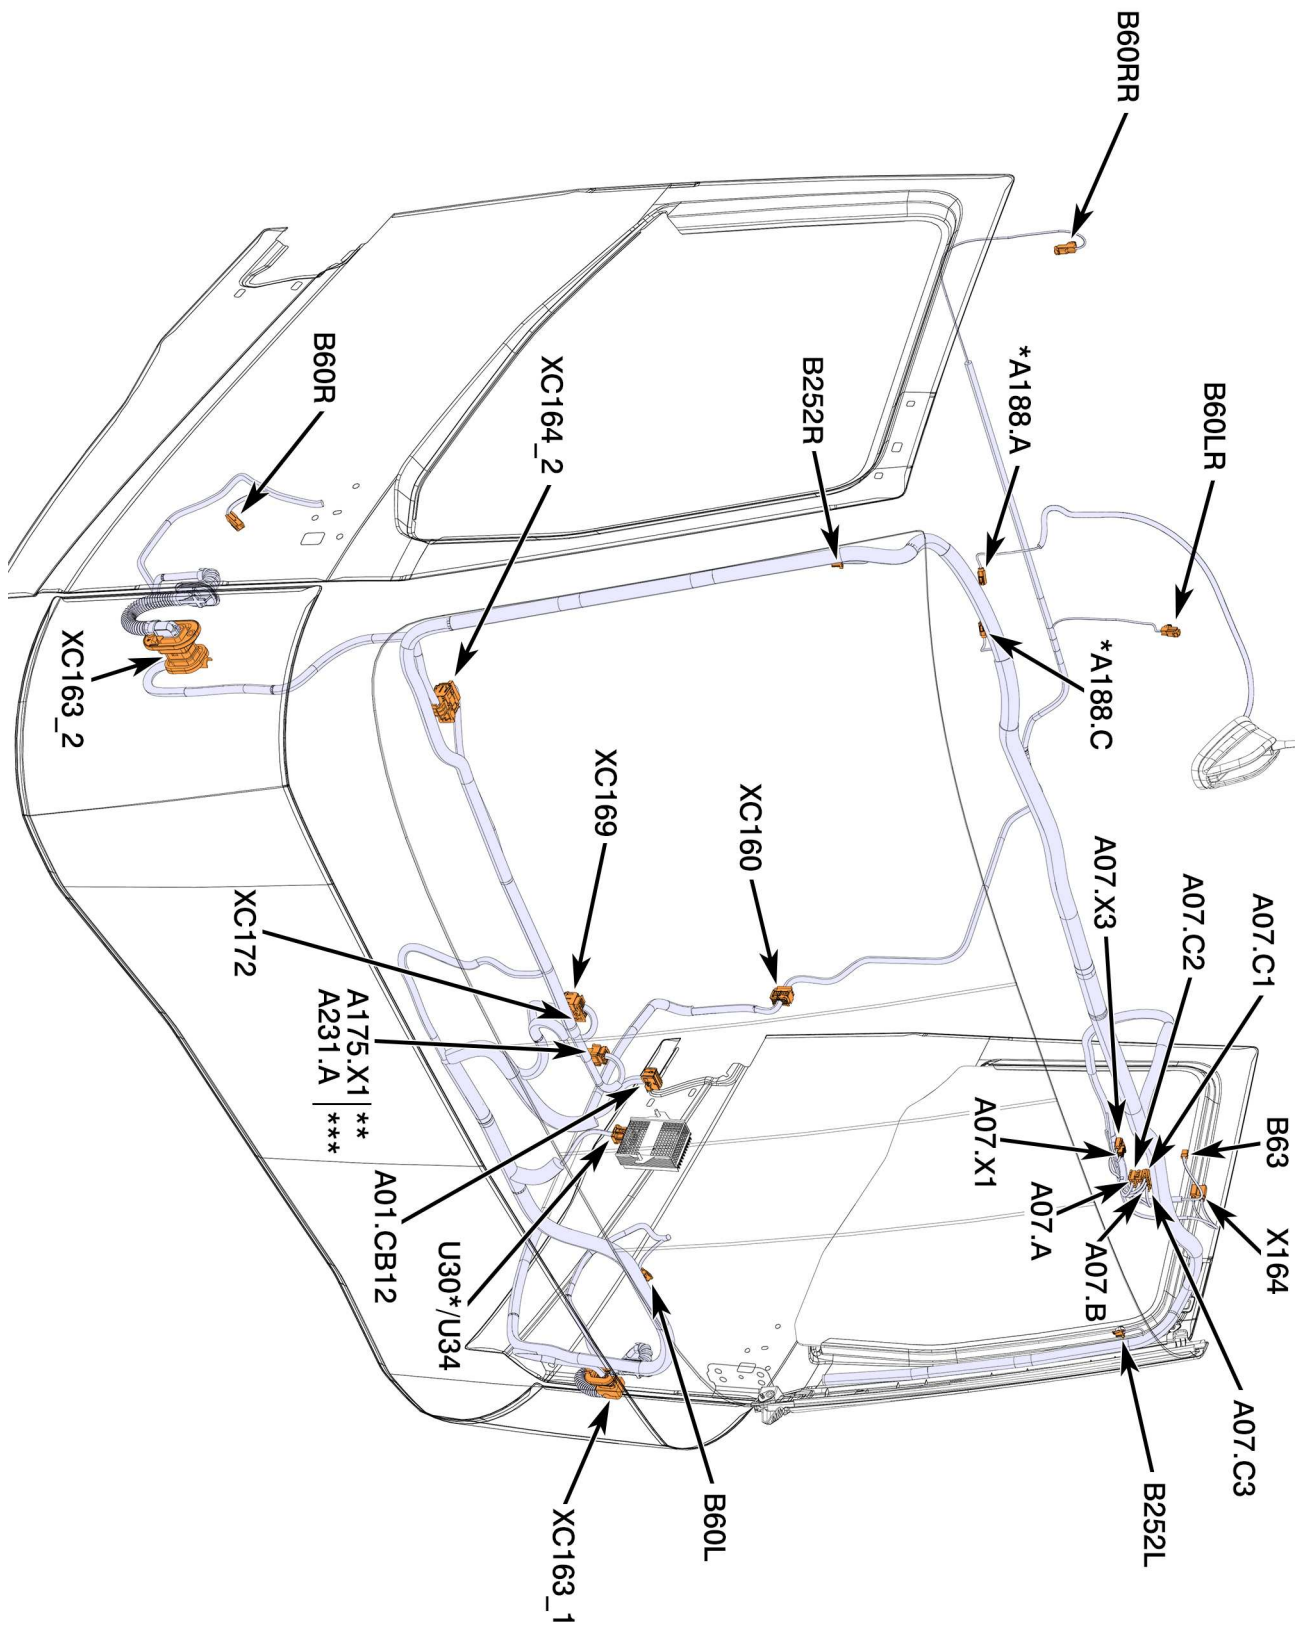 B60RR
B60LR
B60R
XC164_2
B252R
*A188.A
*A188.C
XC163_2
XC169
XC160
A07.X3
A07.C2
A07.C1
XC172
A175.X1 | **
A231.A | ***
A07.X1
A07.A
A07.B
B63
X164
A01.CB12
U30*/U34
A07.C3
B60L
B252L
XC163_1